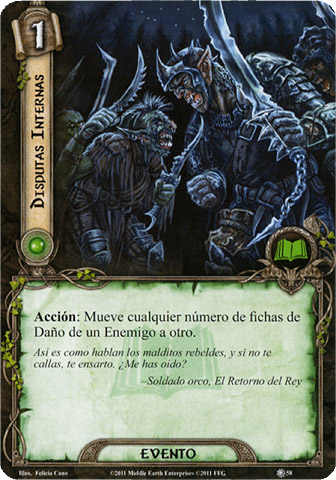 1
DISPUTAS INTERNAS
Acción: Mueve cualquier número de fichas de
Daño de un Enemigo a otro.
Así es como hablan los malditos rebeldes, y si no te
callas, te ensarto. ¿Me has oido?
–Soldado orco, El Retorno del Rey
EVENTO
Illus. Felicia Cano
©2011 Middle Earth Enterprises ©2011 FFG
58